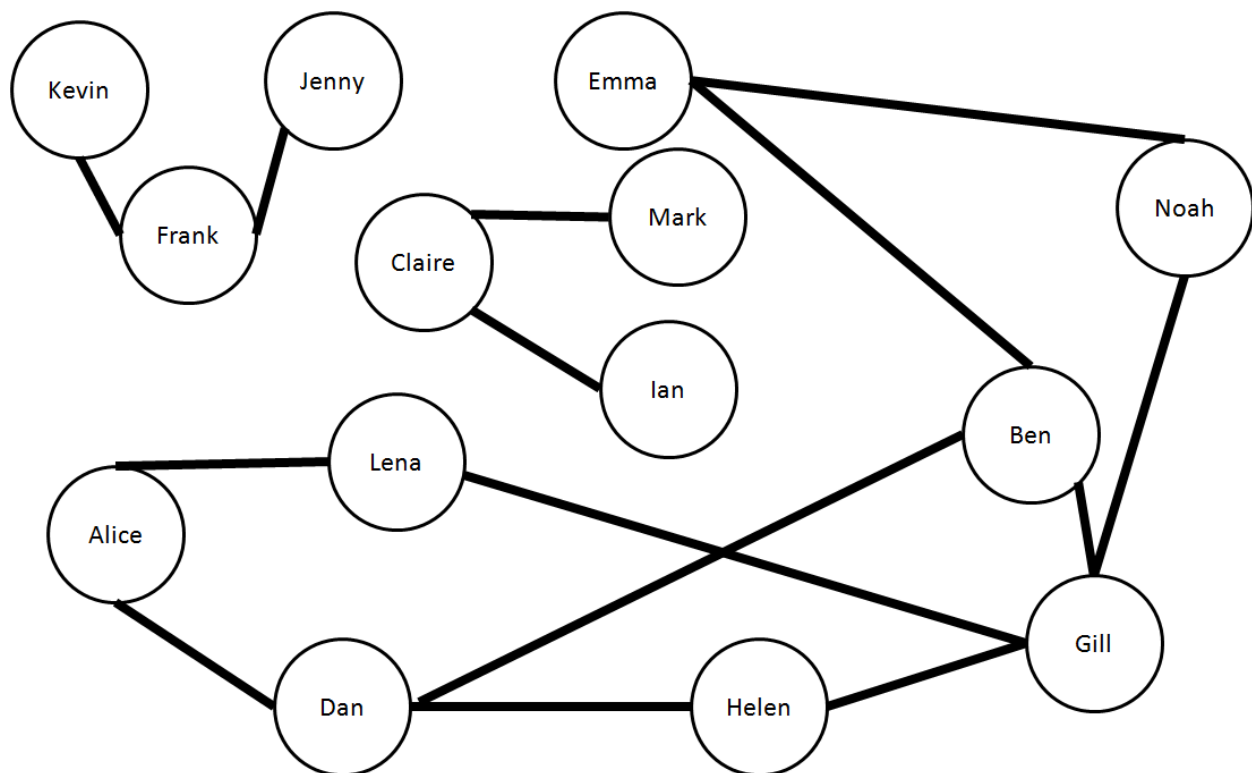 Kevin
Jenny
Emma
Frank
Mark
Noah
Claire
Ian
Ben
Lena
Alice
Gill
Dan
Helen